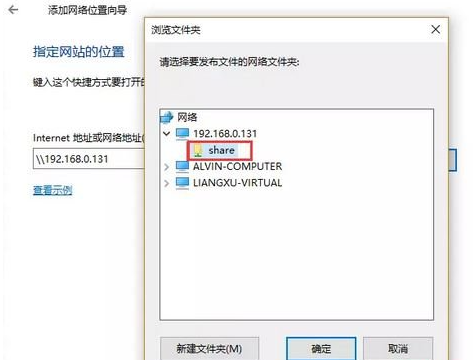 添加网络位置向导
浏览文件夹
指定网站的位置
请选择要发布文件的网络文件夹:
键入这个快捷方式要打开的
网络
192.168.0.131
Internet 地址或网络地址(
share
\\192.168.0.131
ALVIN-COMPUTER
LIANGXU-VIRTUAL
查看示例
新建文件夹(M)
确定
取消